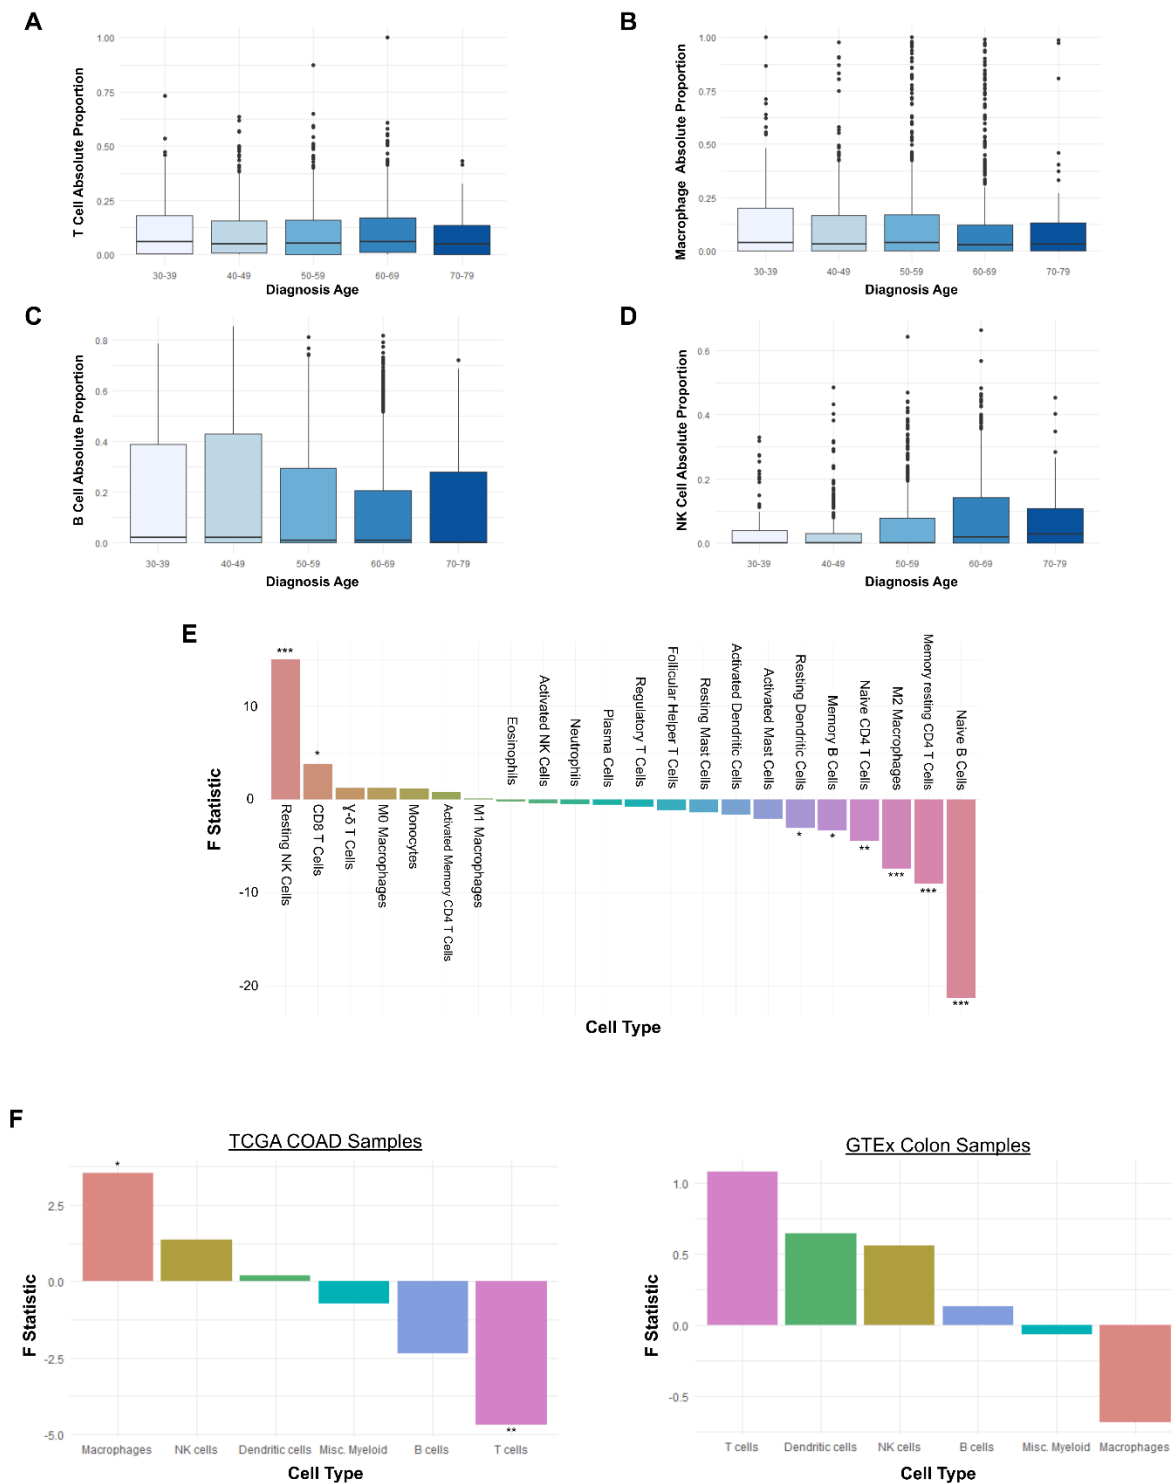 A
T Cell Absolute Proportion
1.00
0.75
0.50
0.25
0.00
30-39 40-49 50-59 60-69 70-79
Diagnosis Age
B
Macrophage Absolute Proportion
1.00
0.75
0.50
0.25
0.00
30-39 40-49 50-59 60-69 70-79
Diagnosis Age
C
B Cell Absolute Proportion
0.8
0.6
0.4
0.2
0.0
30-39 40-49 50-59 60-69 70-79
Diagnosis Age
D
NK Cell Absolute Proportion
0.6
0.4
0.2
0.0
30-39 40-49 50-59 60-69 70-79
Diagnosis Age
E
F Statistic
10
0
-10
-20
***
Resting NK Cells
*
CD8 T Cells
γ-δ T Cells
M0 Macrophages
Monocytes
Activated Memory CD4 T Cells
M1 Macrophages
Eosinophils
Activated NK Cells
Neutrophils
Plasma Cells
Regulatory T Cells
Follicular Helper T Cells
Resting Mast Cells
Activated Dendritic Cells
Activated Mast Cells
Resting Dendritic Cells
*
Memory B Cells
*
Naive CD4 T Cells
**
M2 Macrophages
***
Memory resting CD4 T Cells
***
Naive B Cells
***
Cell Type
F
TCGA COAD Samples
F Statistic
2.5
0.0
-2.5
-5.0
*
**
Macrophages NK cells Dendritic cells Misc. Myeloid B cells T cells
Cell Type
GTEx Colon Samples
F Statistic
1.0
0.5
0.0
-0.5
T cells Dendritic cells NK cells B cells Misc. Myeloid Macrophages
Cell Type